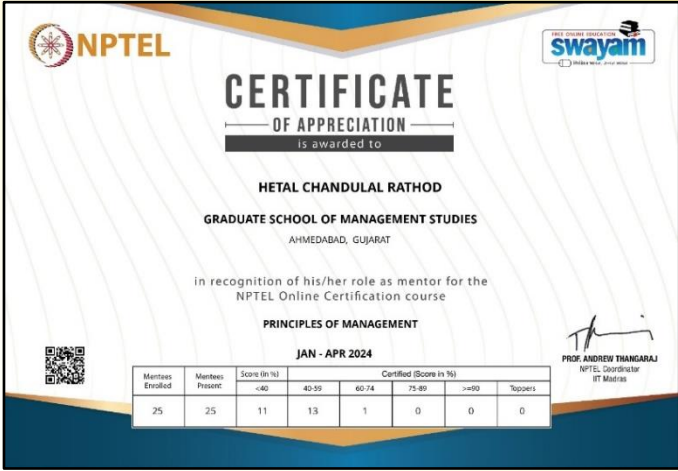 NPTEL
FREE ONLINE EDUCATION
swayam
CERTIFICATE
OF APPRECIATION
is awarded to
HETAL CHANDULAL RATHOD
GRADUATE SCHOOL OF MANAGEMENT STUDIES
AHMEDABAD, GUJARAT
in recognition of his/her role as mentor for the
NPTEL Online Certification course
PRINCIPLES OF MANAGEMENT
JAN - APR 2024
PROF. ANDREW THANGARAJ
NPTEL Coordinator
IIT Madras
Mentees Enrolled Mentees Present Score (in %) Certified (Score in %)
<40 40-59 60-74 75-89 >=90 Toppers
25 25 11 13 1 0 0 0